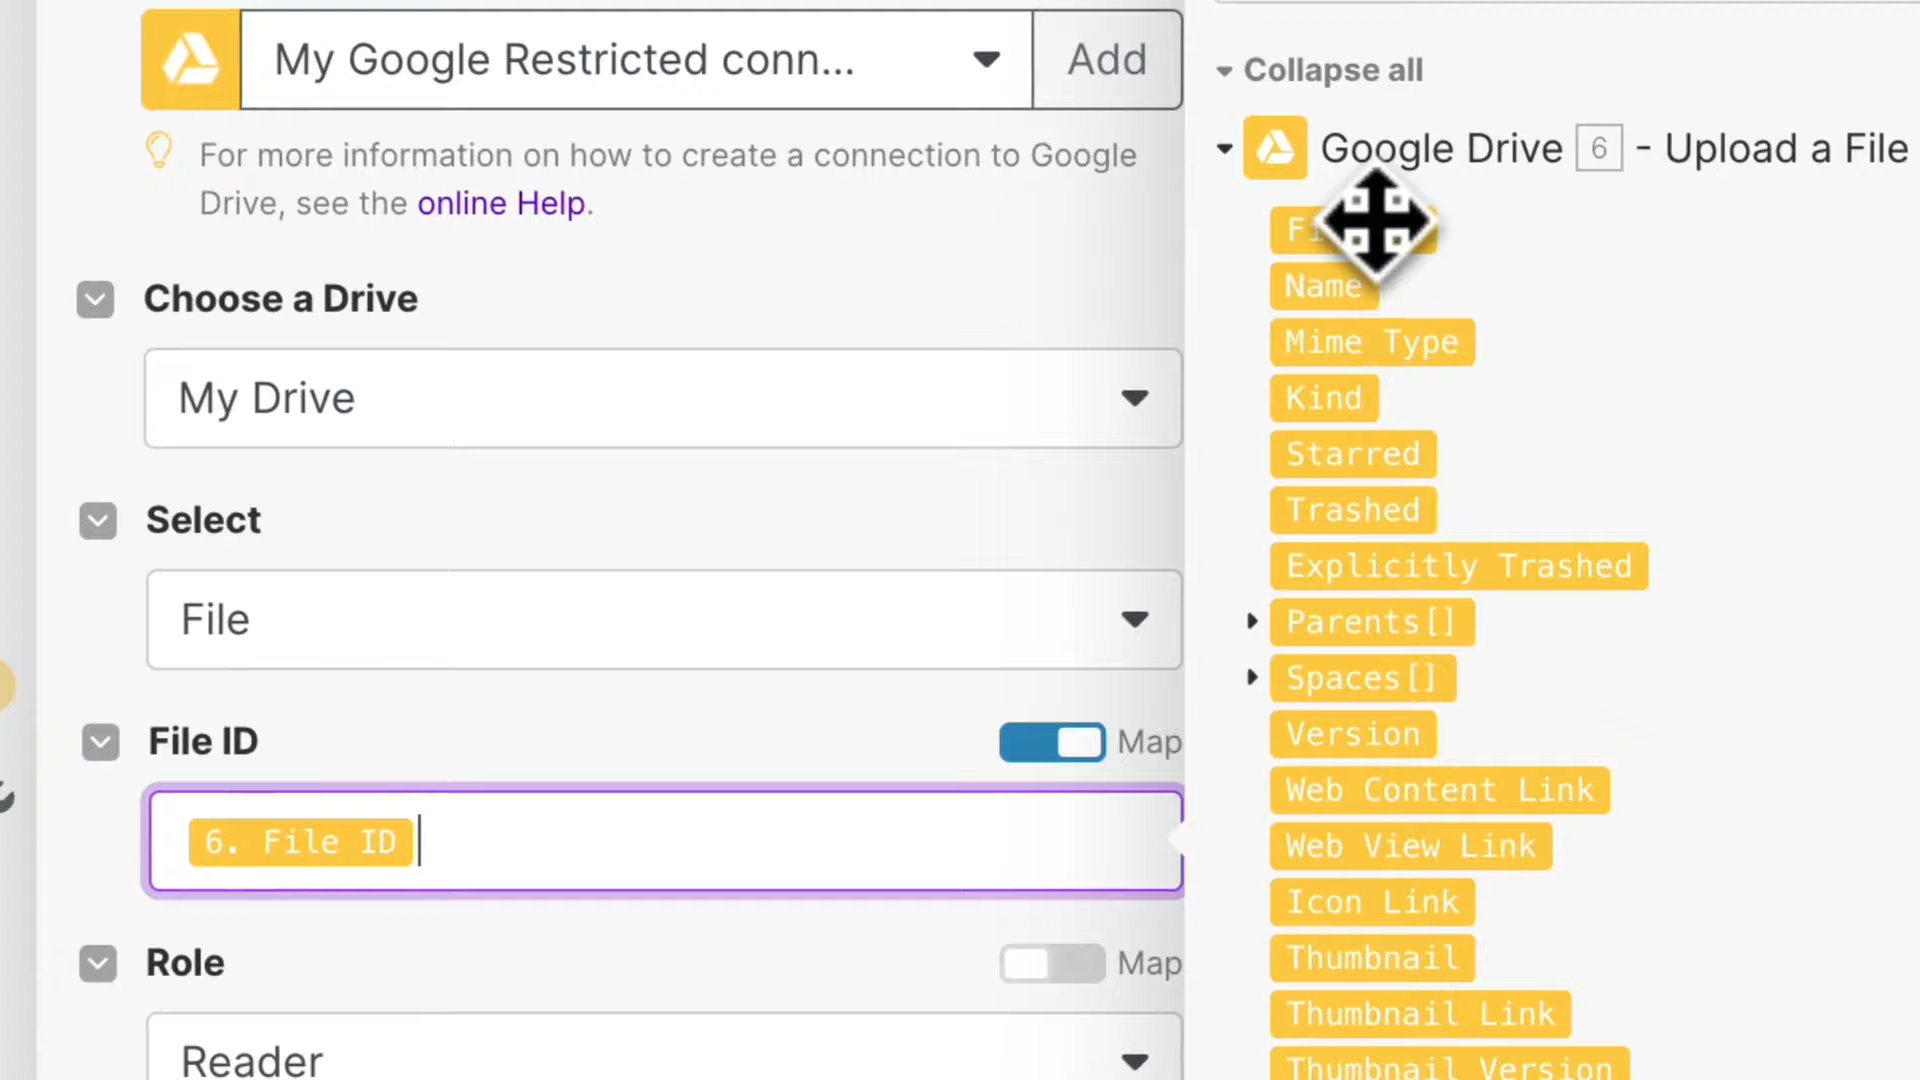 My Google Restricted conn...
Add
For more information on how to create a connection to Google
Drive, see the online Help.
Choose a Drive
My Drive
Select
File
File ID
Map
6. File ID
Role
Map
Reader
Collapse all
Google Drive 6 - Upload a File
Name
Mime Type
Kind
Starred
Trashed
Explicitly Trashed
Parents[]
Spaces[]
Version
Web Content Link
Web View Link
Icon Link
Thumbnail
Thumbnail Link
Thumbnail Version